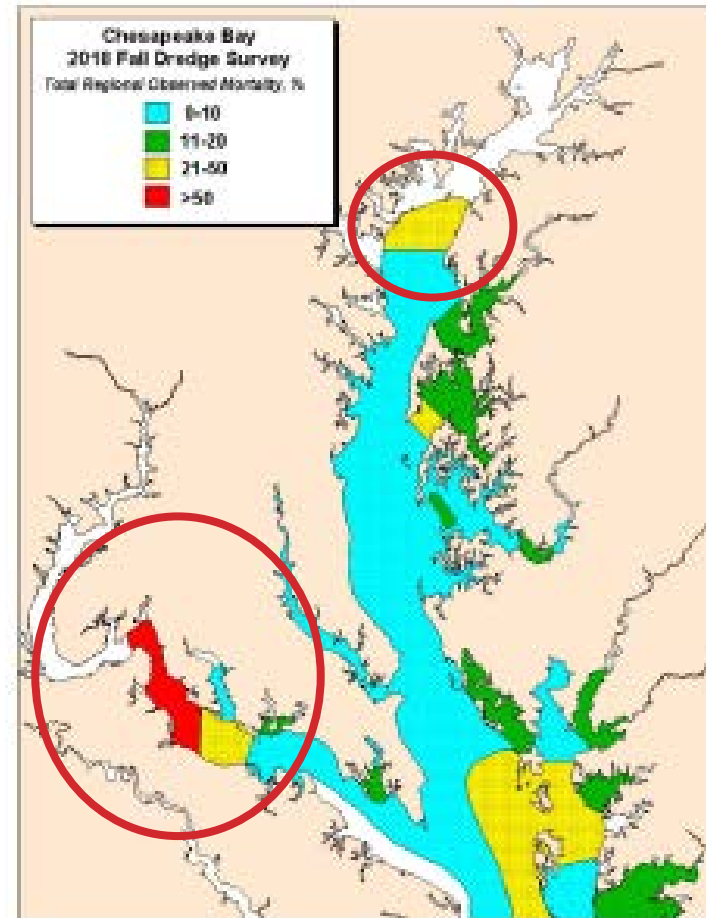 Chesapeake Bay
2018 Fall Dredge Survey
Total Regional Observed Mortality, %
0-10
11-20
21-50
>50